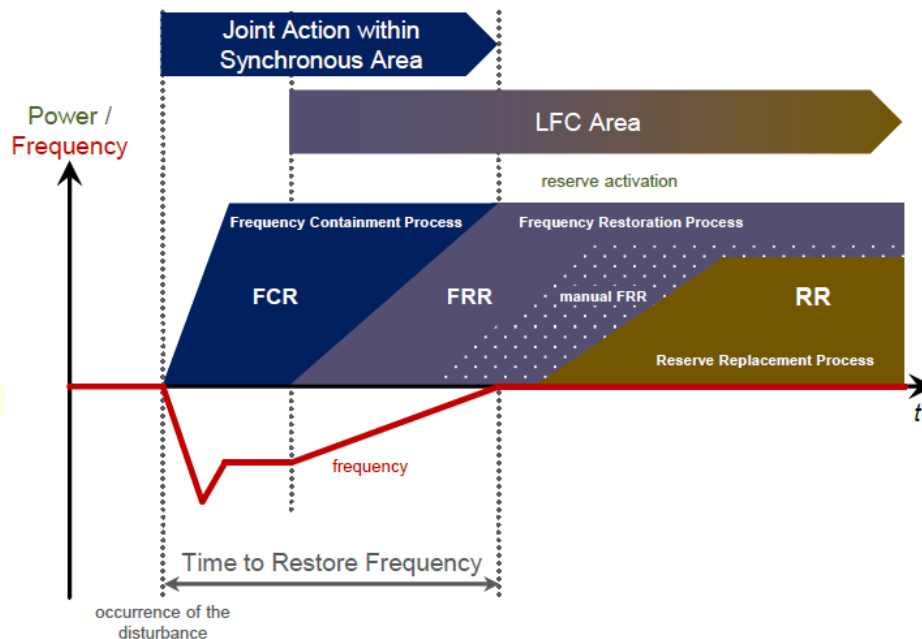 Joint Action within
Synchronous Area
LFC Area
Power /
Frequency
reserve activation
Frequency Containment Process
Frequency Restoration Process
FCR
FRR
manual FRR
RR
Reserve Replacement Process
t
frequency
Time to Restore Frequency
occurrence of the
disturbance